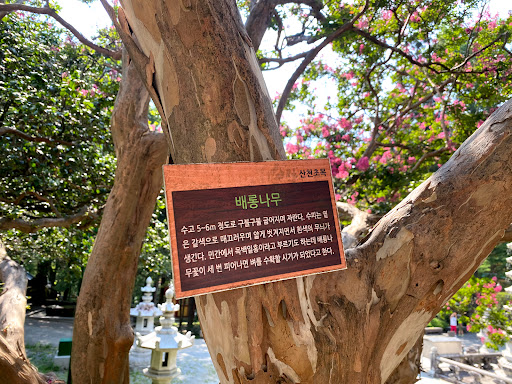 산전초목
배롱나무
수고 5~6m 정도로 구불구불 굽어지며 자란다. 수피는 옅
은 갈색으로 매끄러우며 얇게 벗겨지면서 흰색의 무늬가
생긴다. 민간에서 목백일홍이라고 부르기도 하는데 배롱나
무꽃이 세 번 피어나면 벼를 수확할 시기가 되었다고 한다.